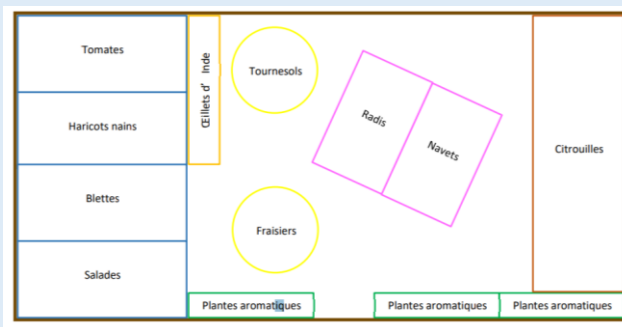 Tomates
Haricots nains
Blettes
Salades
Œillets d’ Inde
Tournesols
Fraisiers
Radis
Navets
Citrouilles
Plantes aromatiques
Plantes aromatiques
Plantes aromatiques